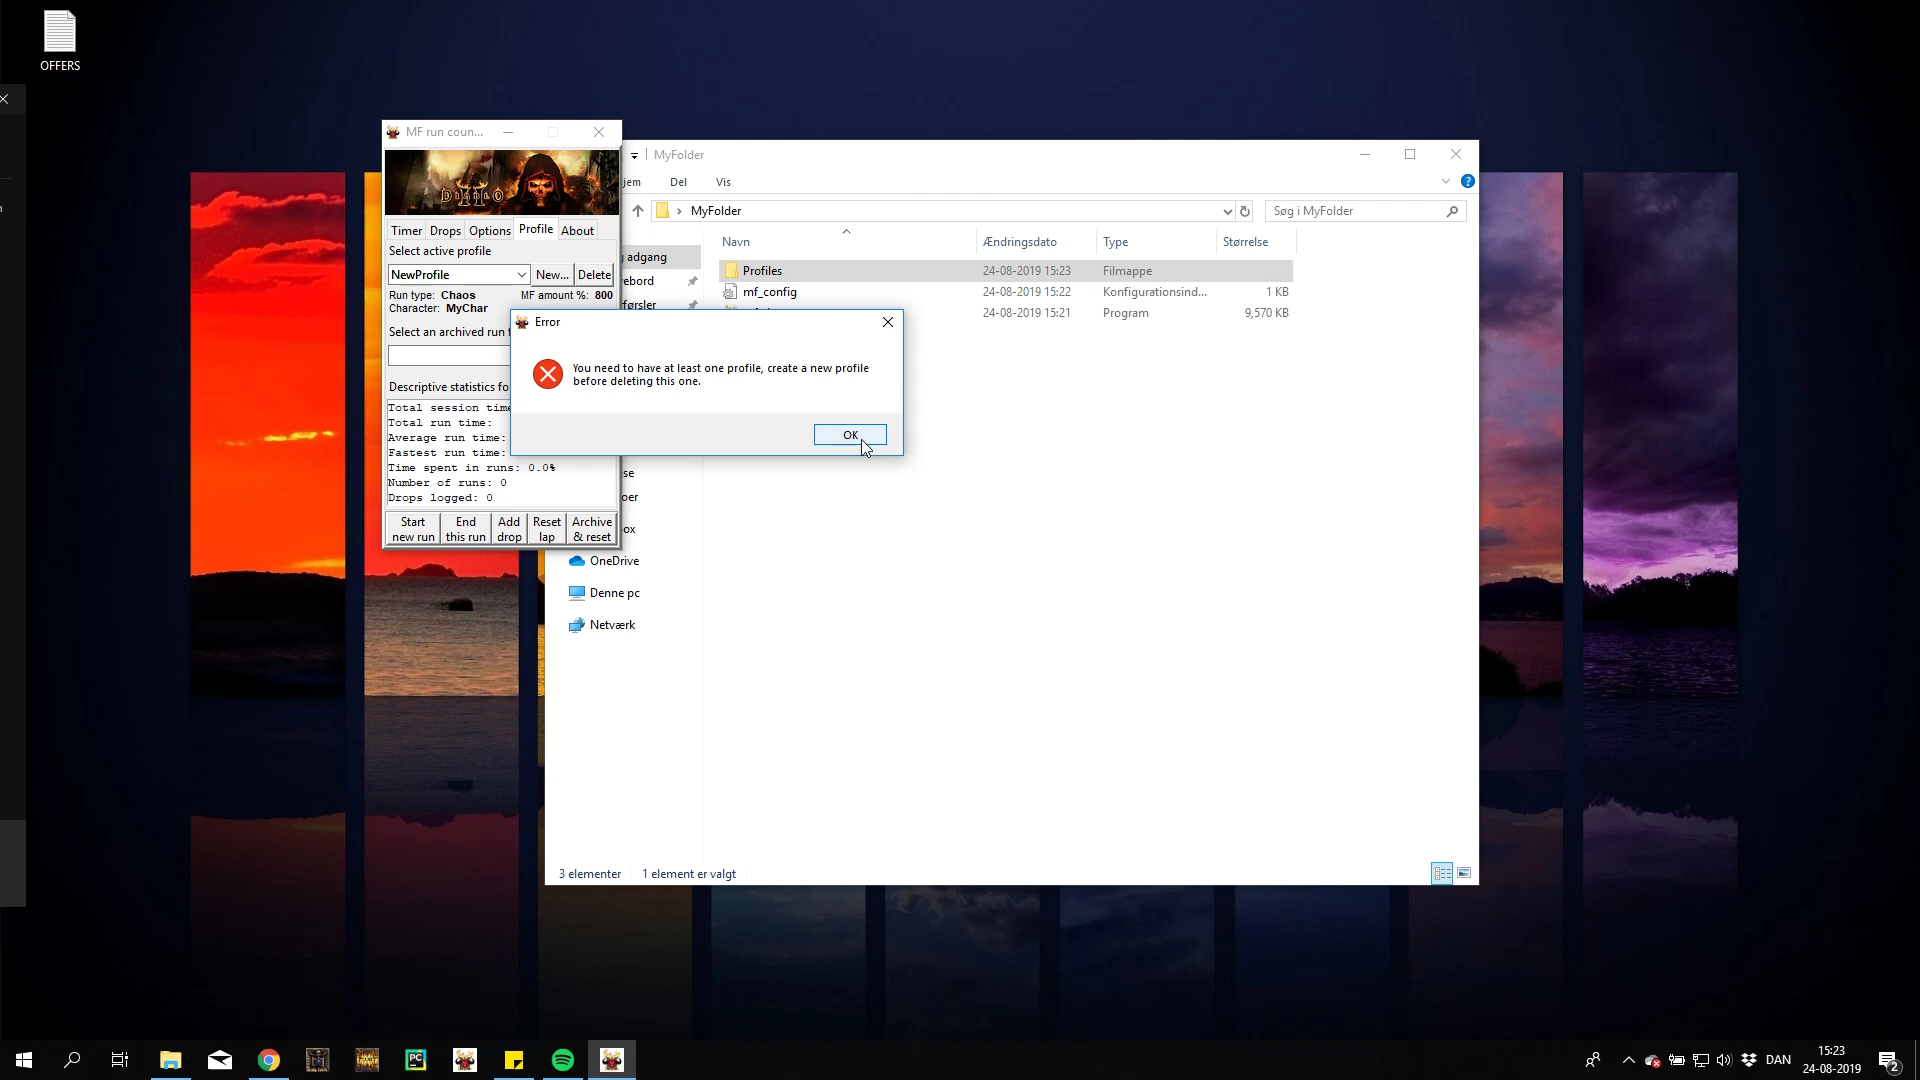 OFFERS
MF run coun...
DIABLO II
Timer Drops Options Profile About
Select active profile
NewProfile New... Delete
Run type: Chaos MF amount %: 800
Character: MyChar
Select an archived run
Descriptive statistics fo
Total session time
Total run time:
Average run time:
Fastest run time:
Time spent in runs: 0.0%
Number of runs: 0
Drops logged: 0
Start new run
End this run
Add drop
Reset lap
Archive & reset
MyFolder
jem Del Vis
MyFolder
Søg i MyFolder
Navn Ændringsdato Type Størrelse
Profiles 24-08-2019 15:23 Filmappe
mf_config 24-08-2019 15:22 Konfigurationsind... 1 KB
24-08-2019 15:21 Program 9,570 KB
adgang
ebord
førsler
se
oer
ox
OneDrive
Denne pc
Netværk
3 elementer 1 element er valgt
Error
You need to have at least one profile, create a new profile
before deleting this one.
OK
PC
DAN
15:23
24-08-2019
2